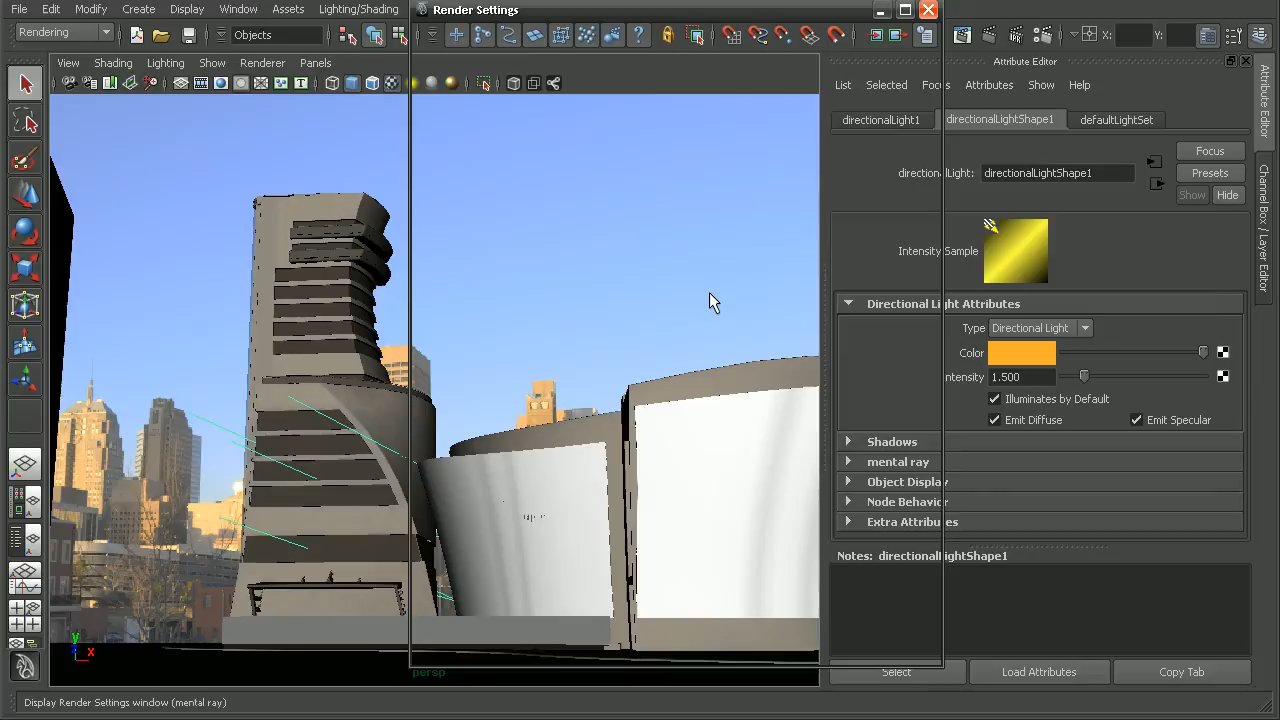 Render Settings
File Edit Modify Create Display Window Assets Lighting/Shading
Rendering
Objects
X:
Y:
View Shading Lighting Show Renderer Panels
Attribute Editor
List Selected Focus Attributes Show Help
directionalLight1 directionalLightShape1 defaultLightSet
directionalLight: directionalLightShape1
Focus
Presets
Show Hide
Intensity Sample
Directional Light Attributes
Type Directional Light
Color
ntensity 1.500
Illuminates by Default
Emit Diffuse Emit Specular
Shadows
mental ray
Object Display
Node Behavior
Extra Attributes
Notes: directionalLightShape1
Select Load Attributes Copy Tab
Attribute Editor
Channel Box / Layer Editor
y
z
x
persp
Display Render Settings window (mental ray)